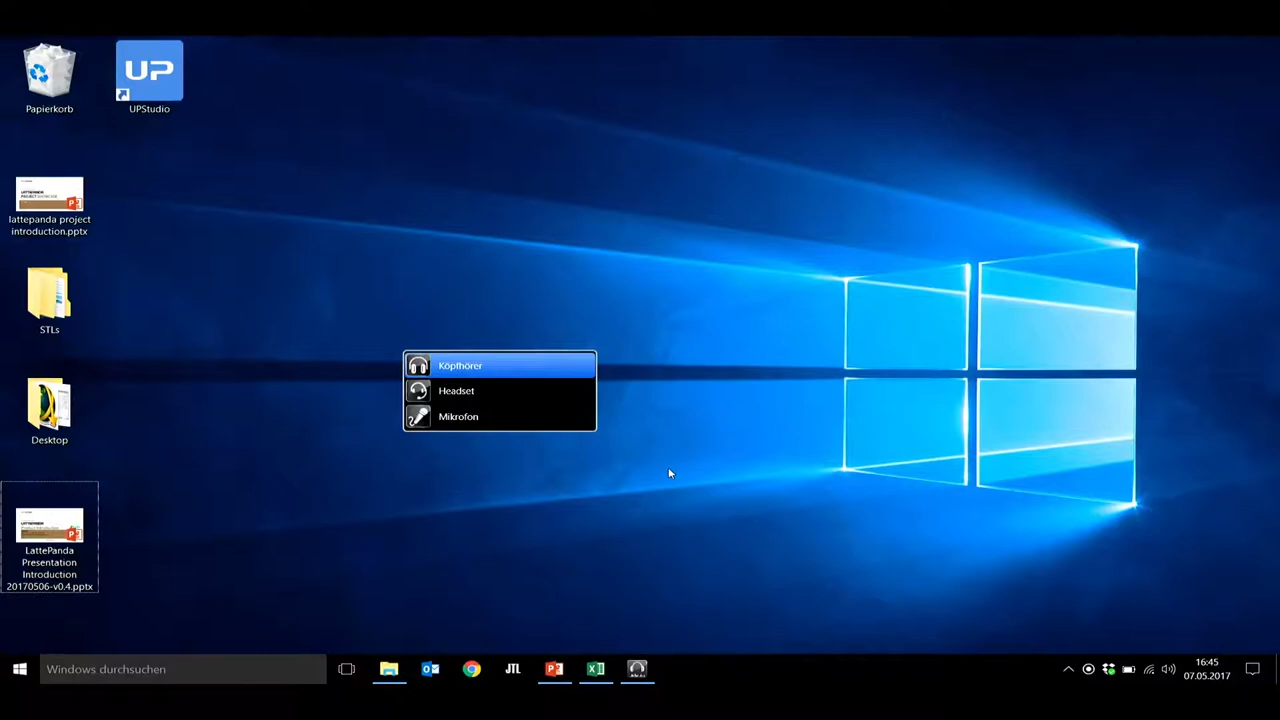 Papierkorb
UP
UPStudio
lattepanda project
introduction.pptx
STLs
Desktop
LattePanda
Presentation
Introduction
20170506-v0.4.pptx
Kopfhörer
Headset
Mikrofon
Windows durchsuchen
JTL
16:45
07.05.2017